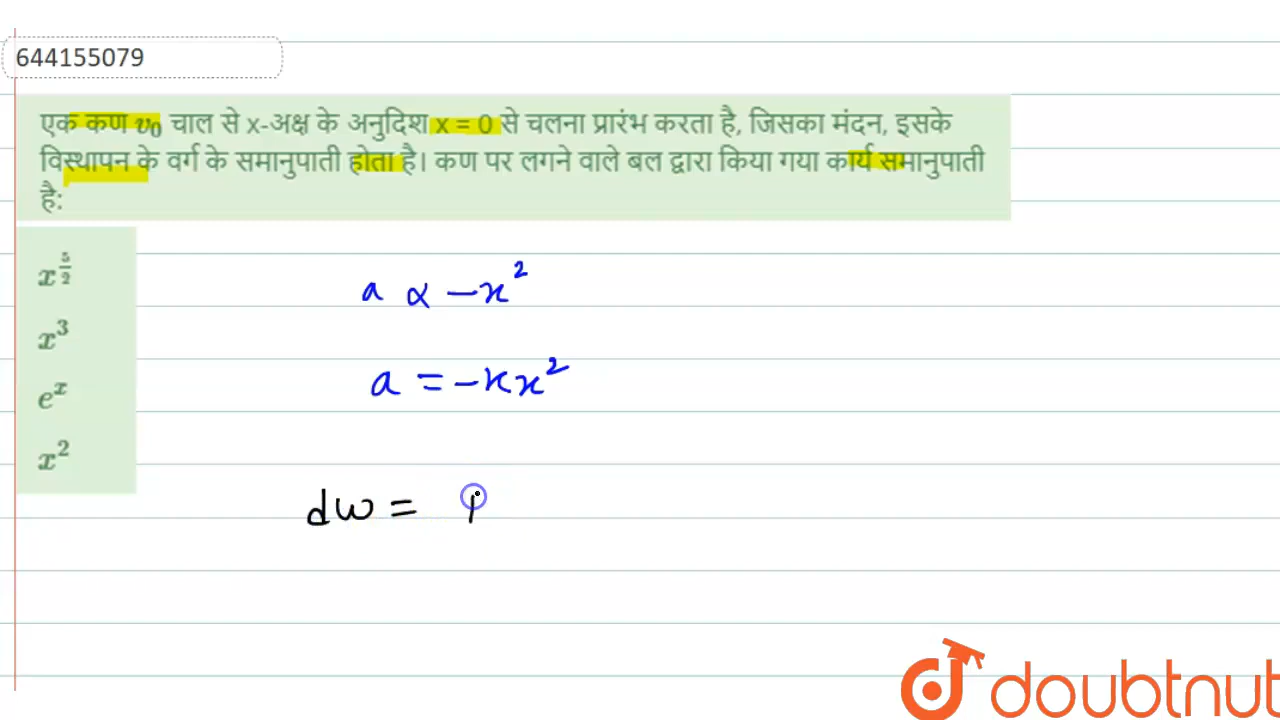 644155079
एक कण v₀ चाल से x-अक्ष के अनुदिश x = 0 से चलना प्रारंभ करता है, जिसका मंदन, इसके
विस्थापन के वर्ग के समानुपाती होता है। कण पर लगने वाले बल द्वारा किया गया कार्य समानुपाती
है:
x^(5/2)
x³
eˣ
x²
a ∝ −x²
a = −kx²
dw =
doubtnut